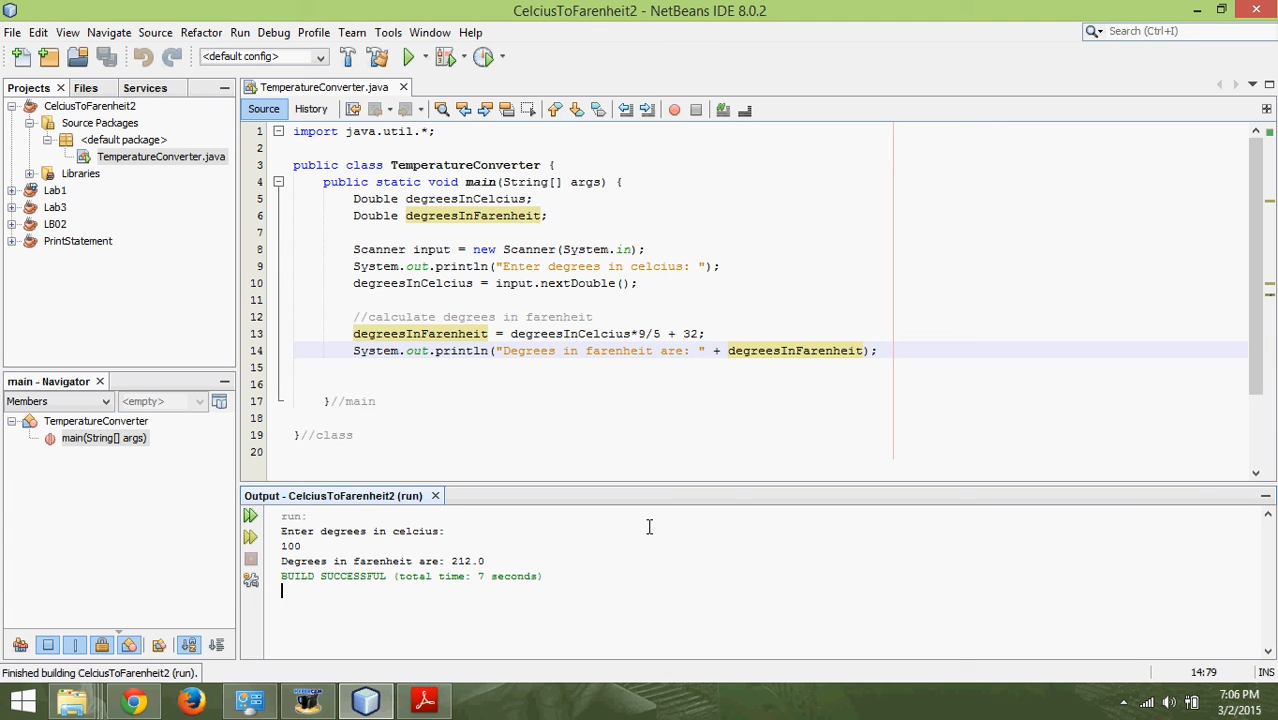 CelciusToFarenheit2 - NetBeans IDE 8.0.2
File Edit View Navigate Source Refactor Run Debug Profile Team Tools Window Help
Search (Ctrl+I)
<default config>
Projects Files Services
TemperatureConverter.java
CelciusToFarenheit2
Source Packages
<default package>
TemperatureConverter.java
Libraries
Lab1
Lab3
LB02
PrintStatement
Source History
1 import java.util.*;
2
3 public class TemperatureConverter {
4 public static void main(String[] args) {
5 Double degreesInCelcius;
6 Double degreesInFarenheit;
7
8 Scanner input = new Scanner(System.in);
9 System.out.println("Enter degrees in celcius: ");
10 degreesInCelcius = input.nextDouble();
11
12 //calculate degrees in farenheit
13 degreesInFarenheit = degreesInCelcius*9/5 + 32;
14 System.out.println("Degrees in farenheit are: " + degreesInFarenheit);
15
16
17 }//main
18
19 }//class
20
main - Navigator
Members <empty>
TemperatureConverter
main(String[] args)
Output - CelciusToFarenheit2 (run)
run:
Enter degrees in celcius:
100
Degrees in farenheit are: 212.0
BUILD SUCCESSFUL (total time: 7 seconds)
Finished building CelciusToFarenheit2 (run).
14:79 INS
7:06 PM
3/2/2015